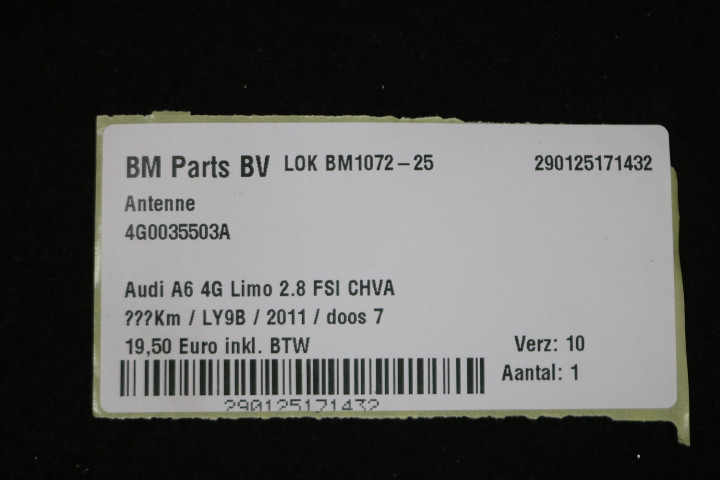 BM Parts BV LOK BM1072-25 290125171432
Antenne
4G0035503A
Audi A6 4G Limo 2.8 FSI CHVA
???Km / LY9B / 2011 / doos 7
19,50 Euro inkl. BTW Verz: 10
Aantal: 1
290125171432